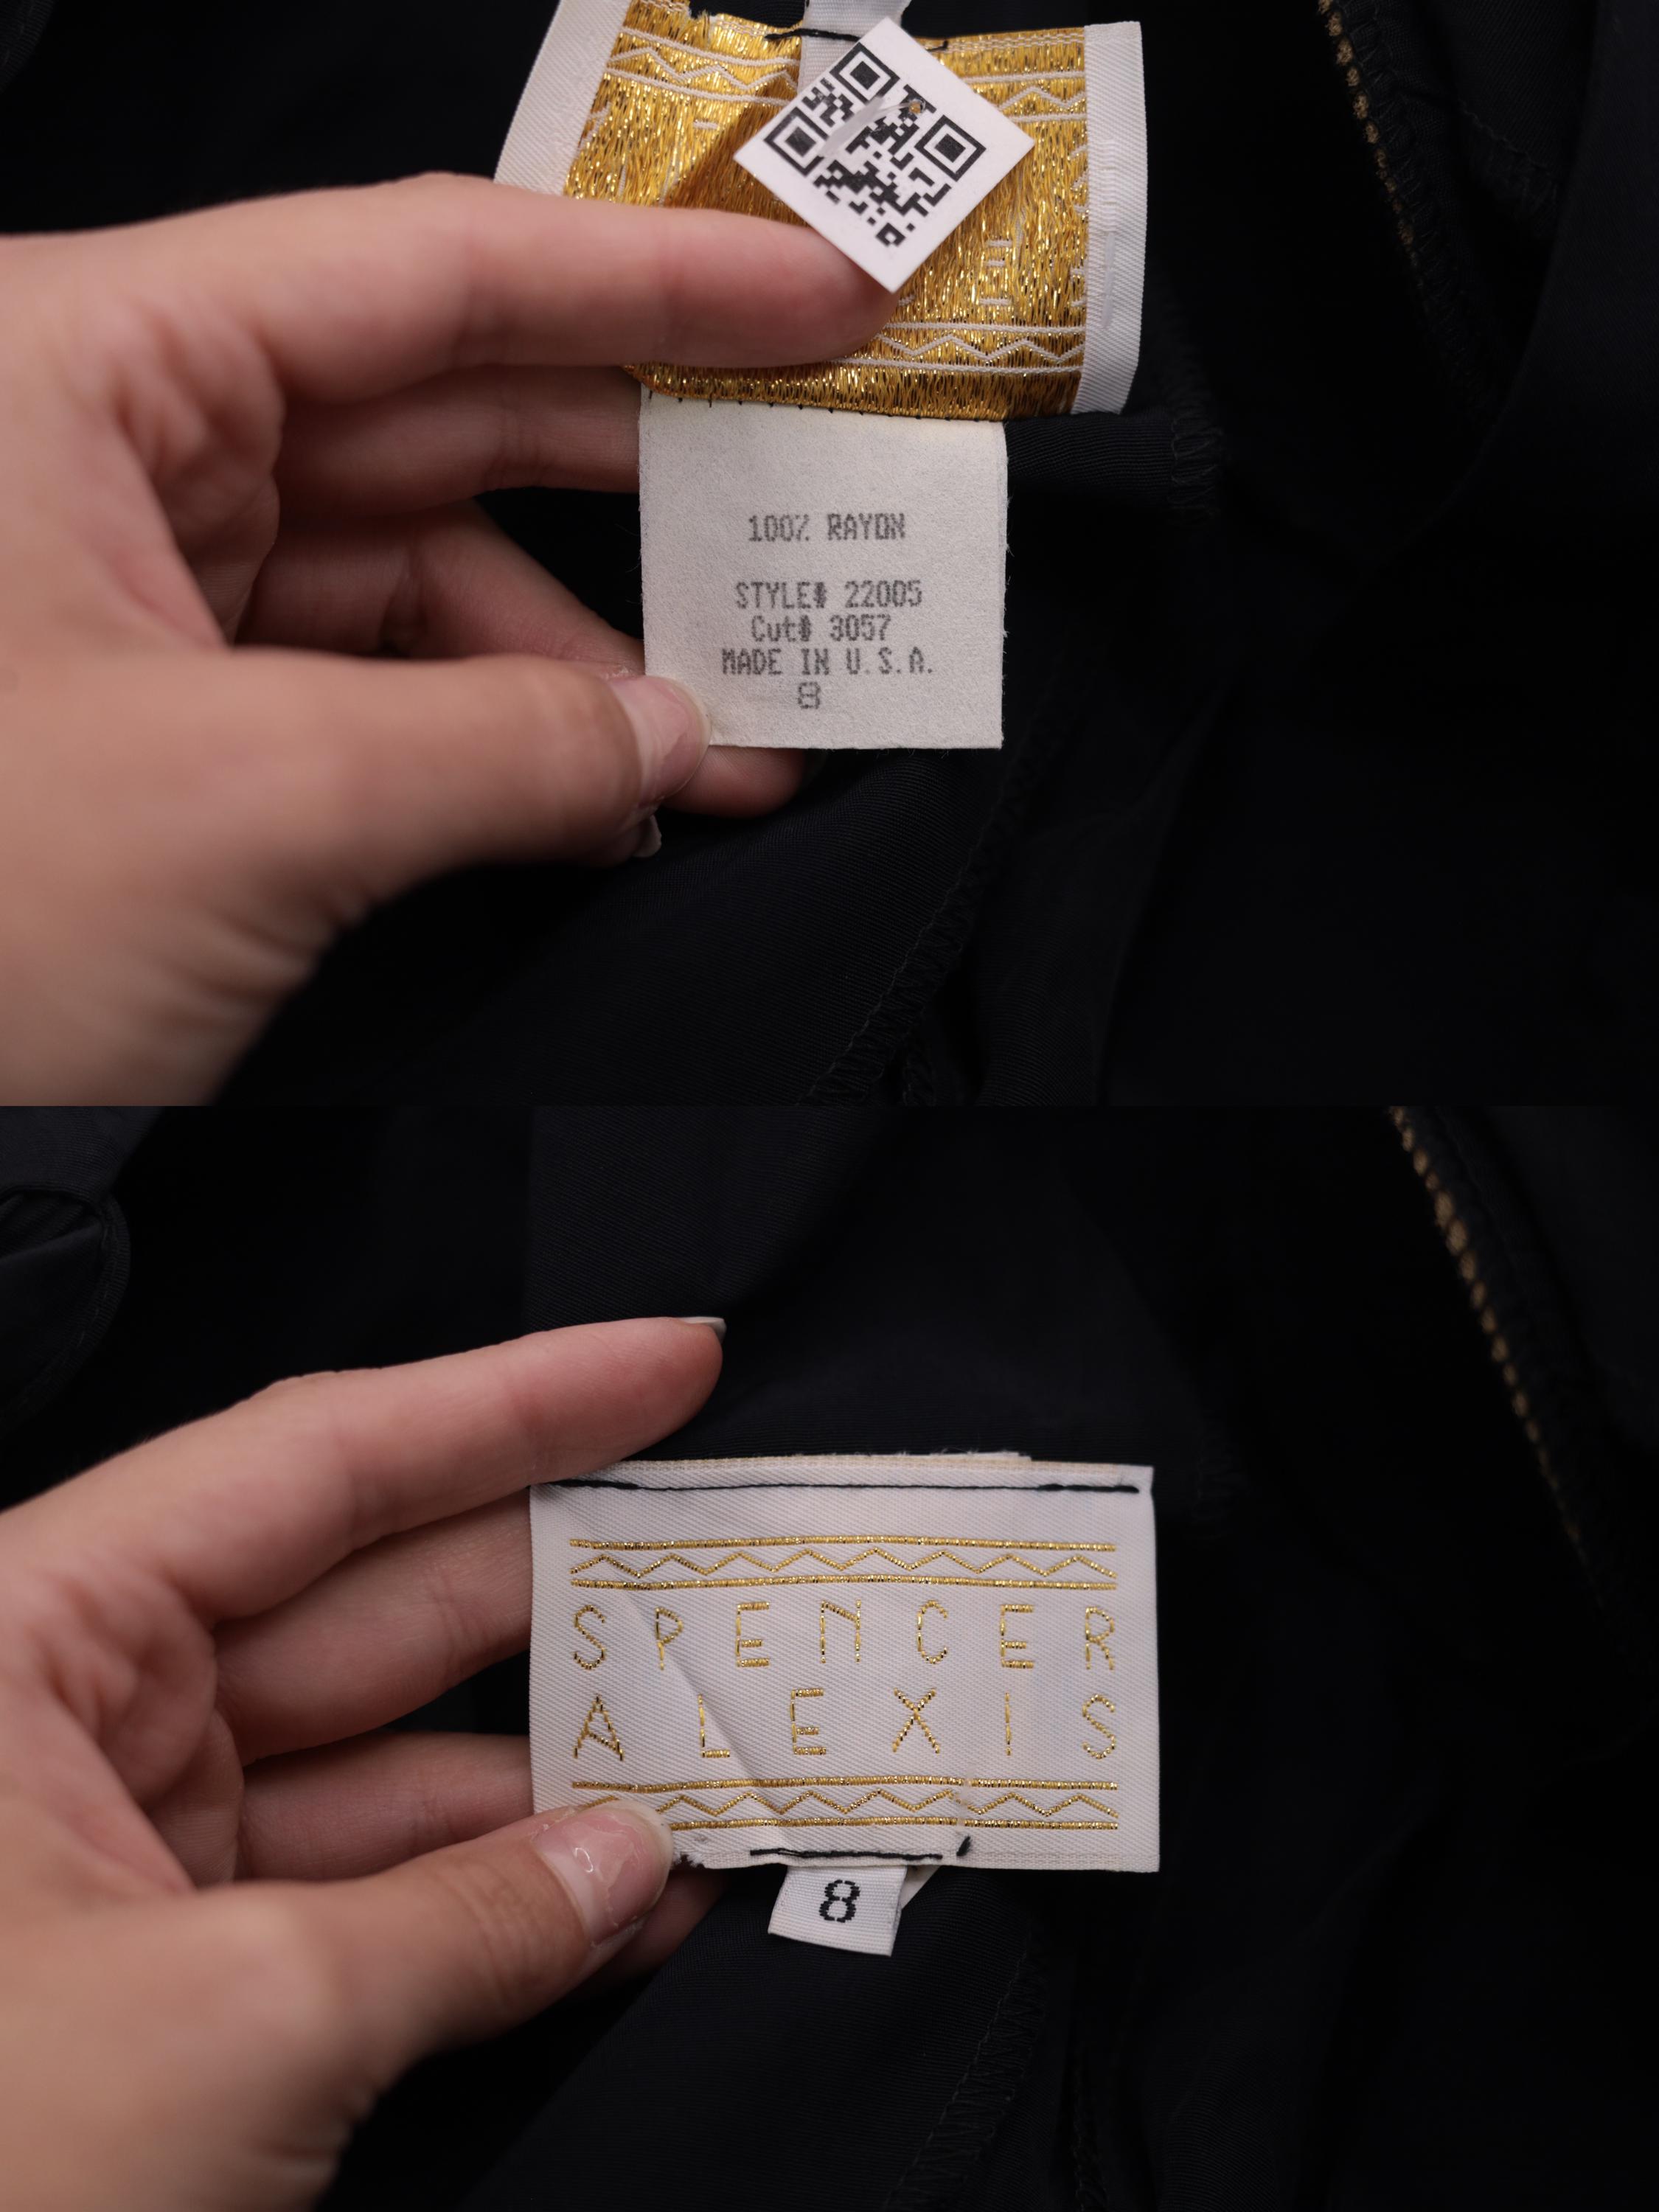 100% RAYON
STYLE# 22005
Cut# 3057
MADE IN U.S.A.
8
SPENCER
ALEXIS
8